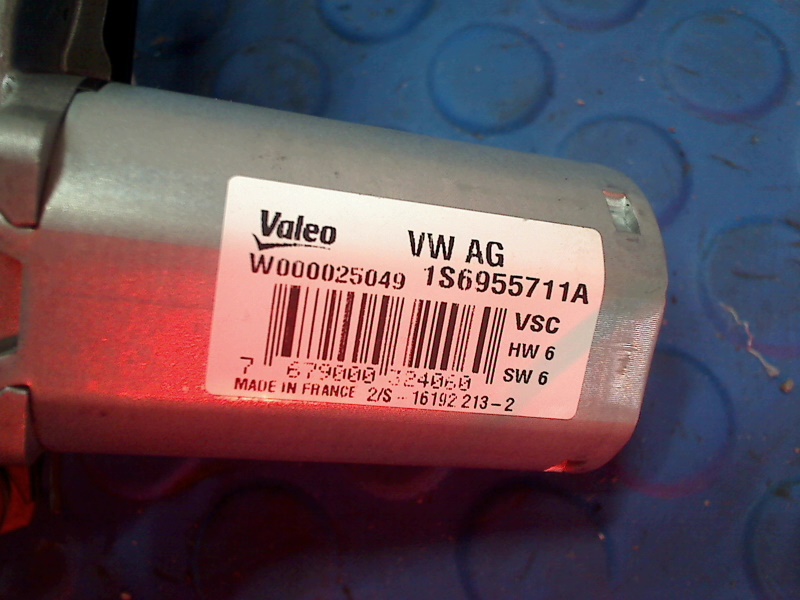 Valeo
VW AG
W000025049 1S6955711A
VSC
HW 6
SW 6
7 679000 324060
MADE IN FRANCE 2/S - 16192 213-2